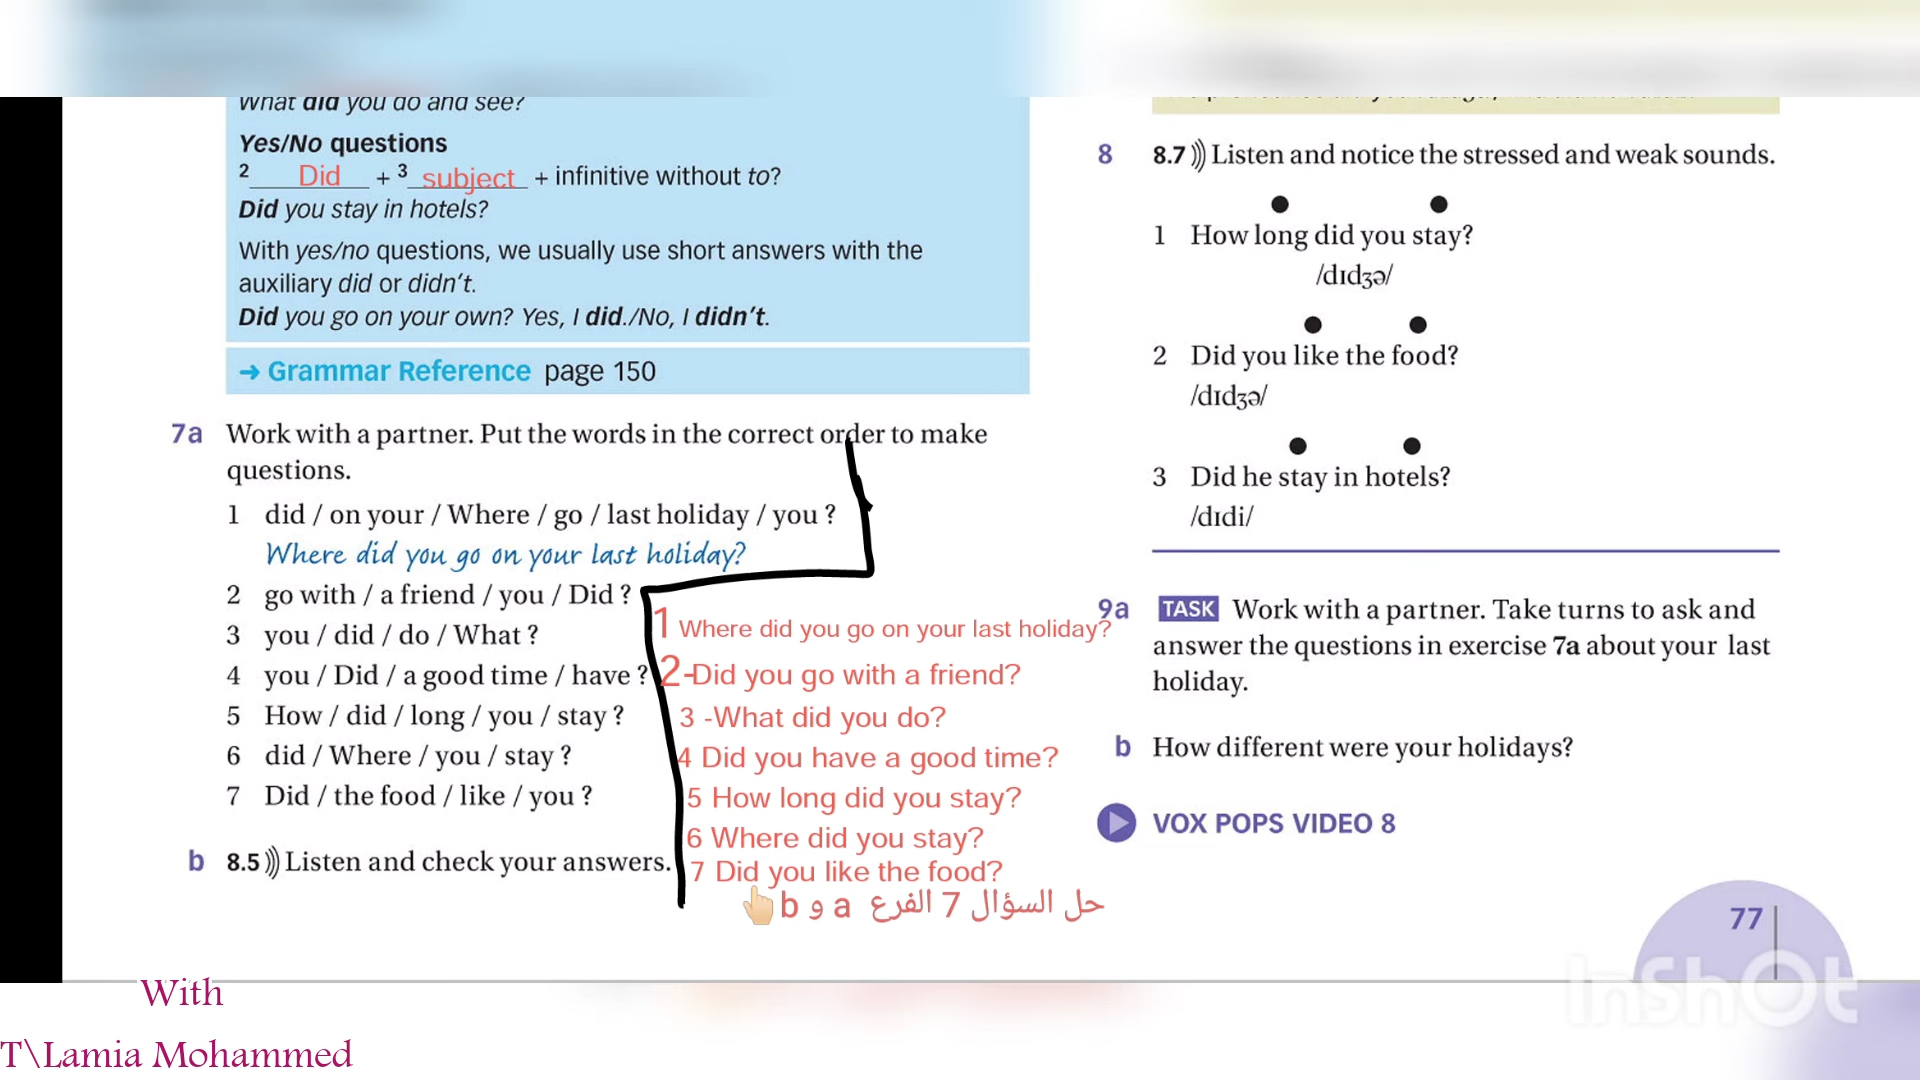 What did you do and see?
Yes/No questions
2 Did + 3 subject + infinitive without to?
Did you stay in hotels?
With yes/no questions, we usually use short answers with the
auxiliary did or didn't.
Did you go on your own? Yes, I did./No, I didn't.
→ Grammar Reference page 150
7a Work with a partner. Put the words in the correct order to make
questions.
1 did / on your / Where / go / last holiday / you ?
Where did you go on your last holiday?
2 go with / a friend / you / Did ?
3 you / did / do / What ?
4 you / Did / a good time / have ?
5 How / did / long / you / stay ?
6 did / Where / you / stay ?
7 Did / the food / like / you ?
b 8.5 Listen and check your answers.
1 Where did you go on your last holiday?
2-Did you go with a friend?
3 -What did you do?
4 Did you have a good time?
5 How long did you stay?
6 Where did you stay?
7 Did you like the food?
حل السؤال 7 الفرع a و b
8 8.7 Listen and notice the stressed and weak sounds.
1 How long did you stay?
/dɪdʒə/
2 Did you like the food?
/dɪdʒə/
3 Did he stay in hotels?
/dɪdi/
9a TASK Work with a partner. Take turns to ask and
answer the questions in exercise 7a about your last
holiday.
b How different were your holidays?
VOX POPS VIDEO 8
77
InShOt
With
T\Lamia Mohammed